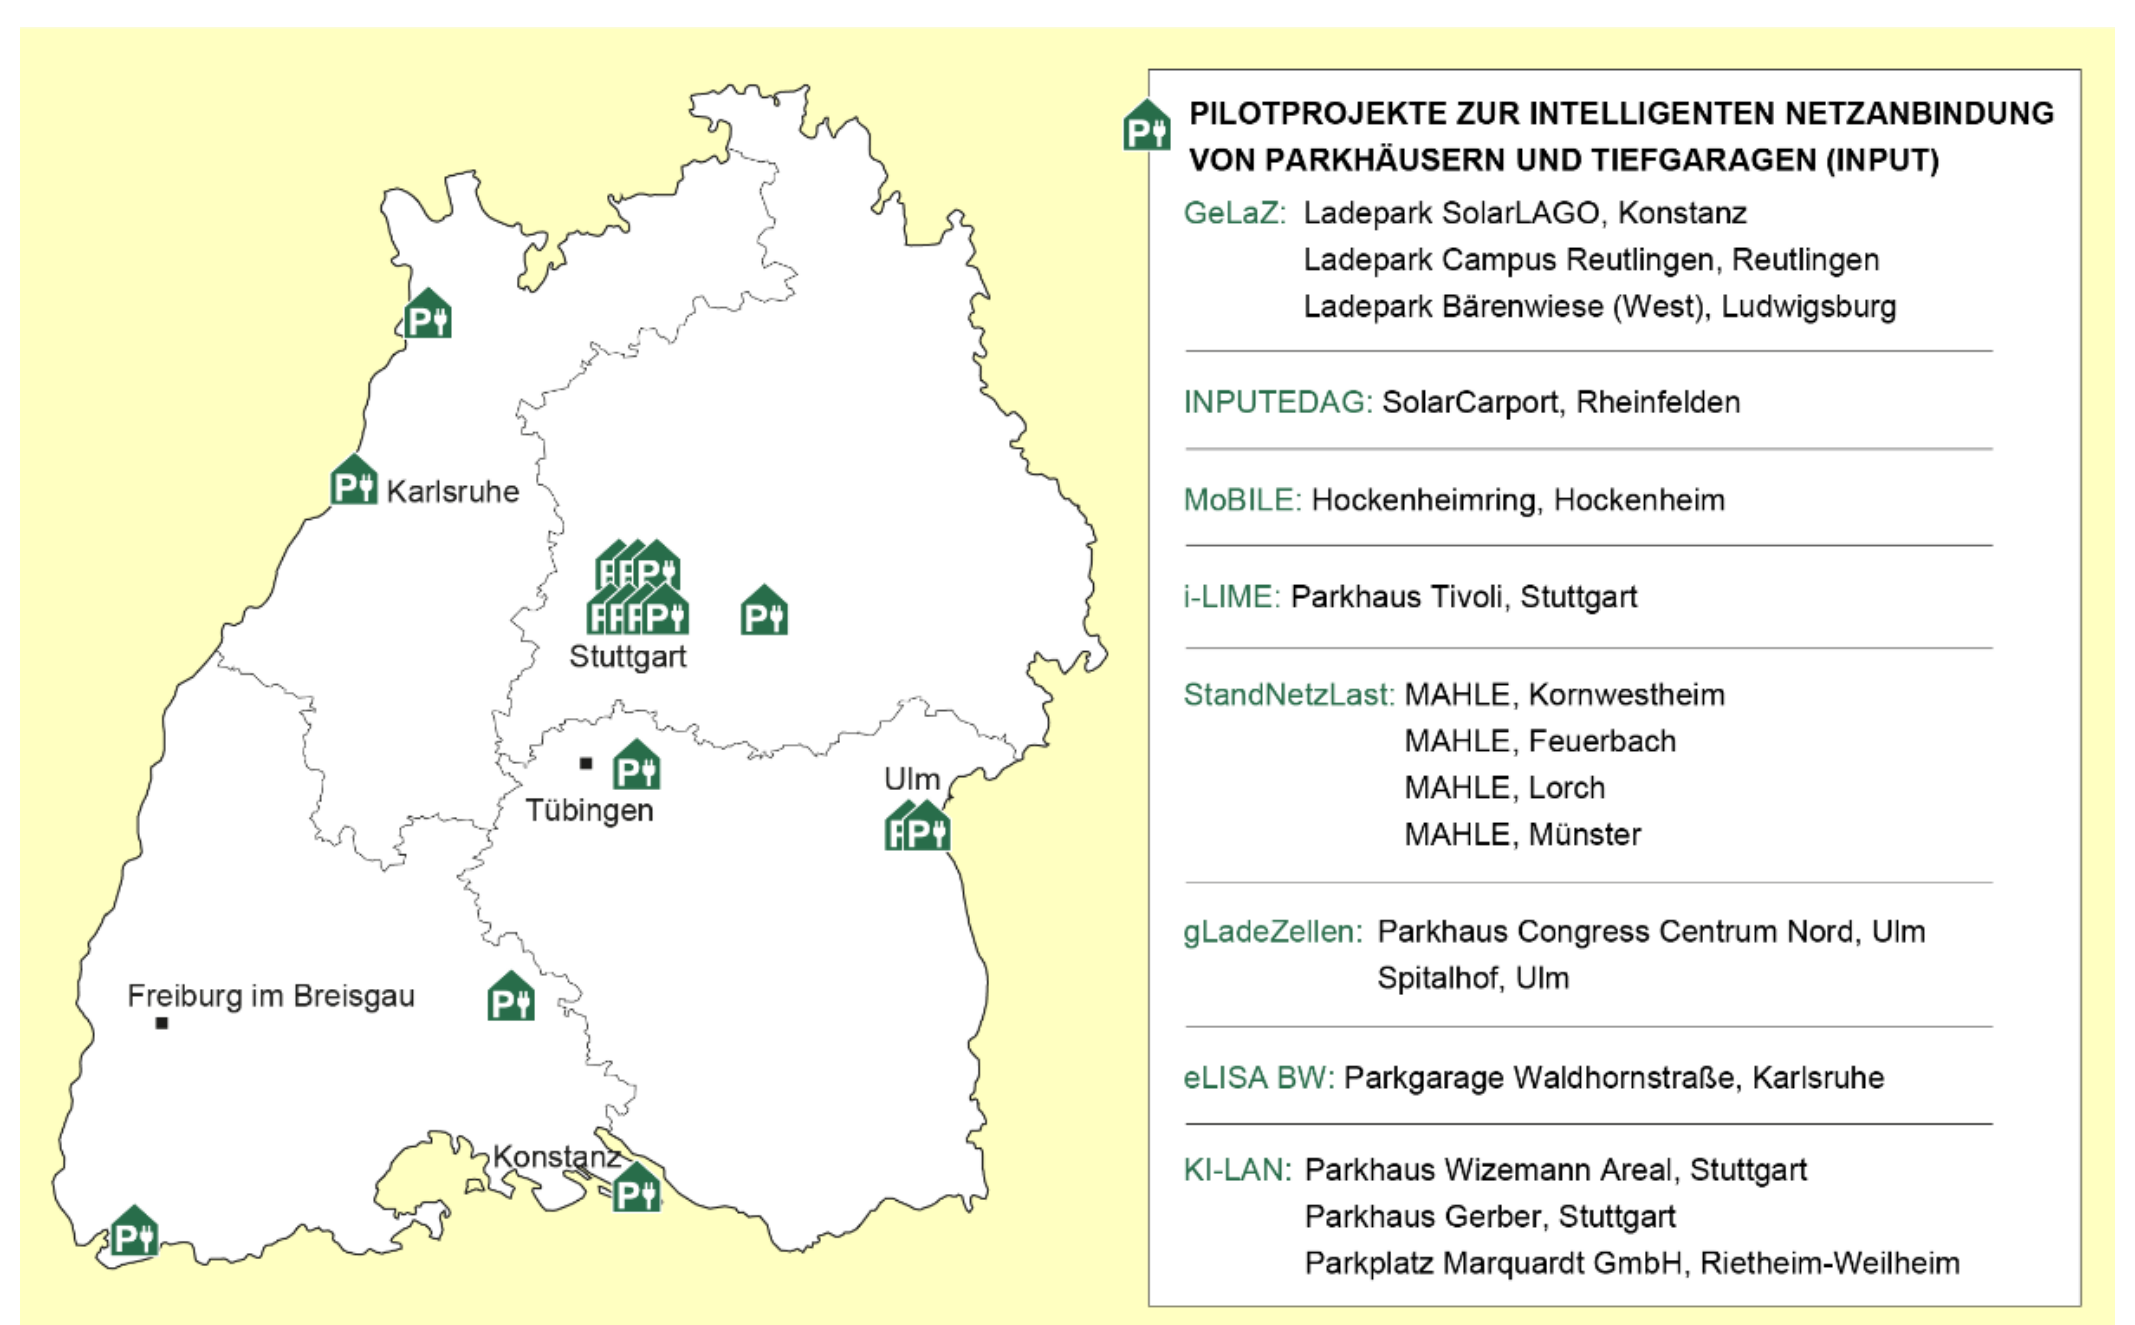 Karlsruhe
Stuttgart
Tübingen
Ulm
Freiburg im Breisgau
Konstanz
PILOTPROJEKTE ZUR INTELLIGENTEN NETZANBINDUNG
VON PARKHÄUSERN UND TIEFGARAGEN (INPUT)
GeLaZ: Ladepark SolarLAGO, Konstanz
Ladepark Campus Reutlingen, Reutlingen
Ladepark Bärenwiese (West), Ludwigsburg
INPUTEDAG: SolarCarport, Rheinfelden
MoBILE: Hockenheimring, Hockenheim
i-LIME: Parkhaus Tivoli, Stuttgart
StandNetzLast: MAHLE, Kornwestheim
MAHLE, Feuerbach
MAHLE, Lorch
MAHLE, Münster
gLadeZellen: Parkhaus Congress Centrum Nord, Ulm
Spitalhof, Ulm
eLISA BW: Parkgarage Waldhornstraße, Karlsruhe
KI-LAN: Parkhaus Wizemann Areal, Stuttgart
Parkhaus Gerber, Stuttgart
Parkplatz Marquardt GmbH, Rietheim-Weilheim